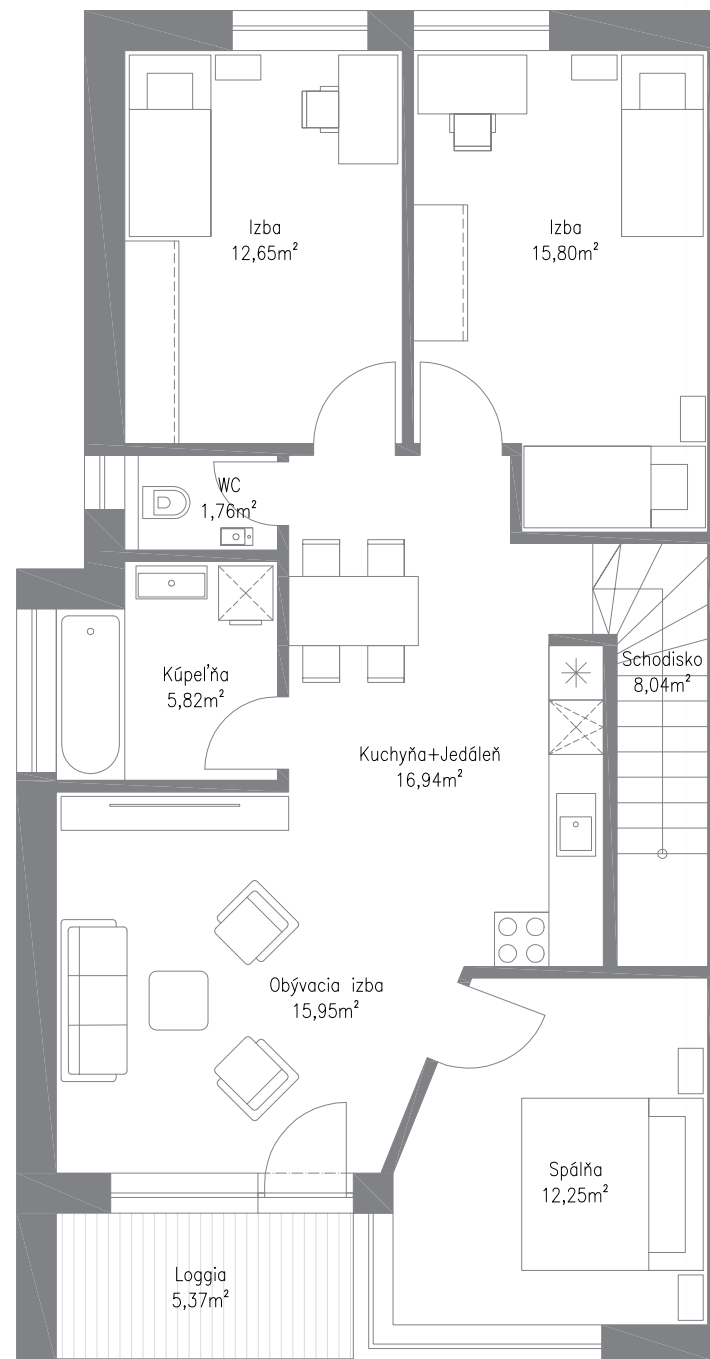 Izba
12,65m²
Izba
15,80m²
WC
1,76m²
Schodisko
8,04m²
Kúpeľňa
5,82m²
Kuchyňa+Jedáleň
16,94m²
Obývacia izba
15,95m²
Spálňa
12,25m²
Loggia
5,37m²